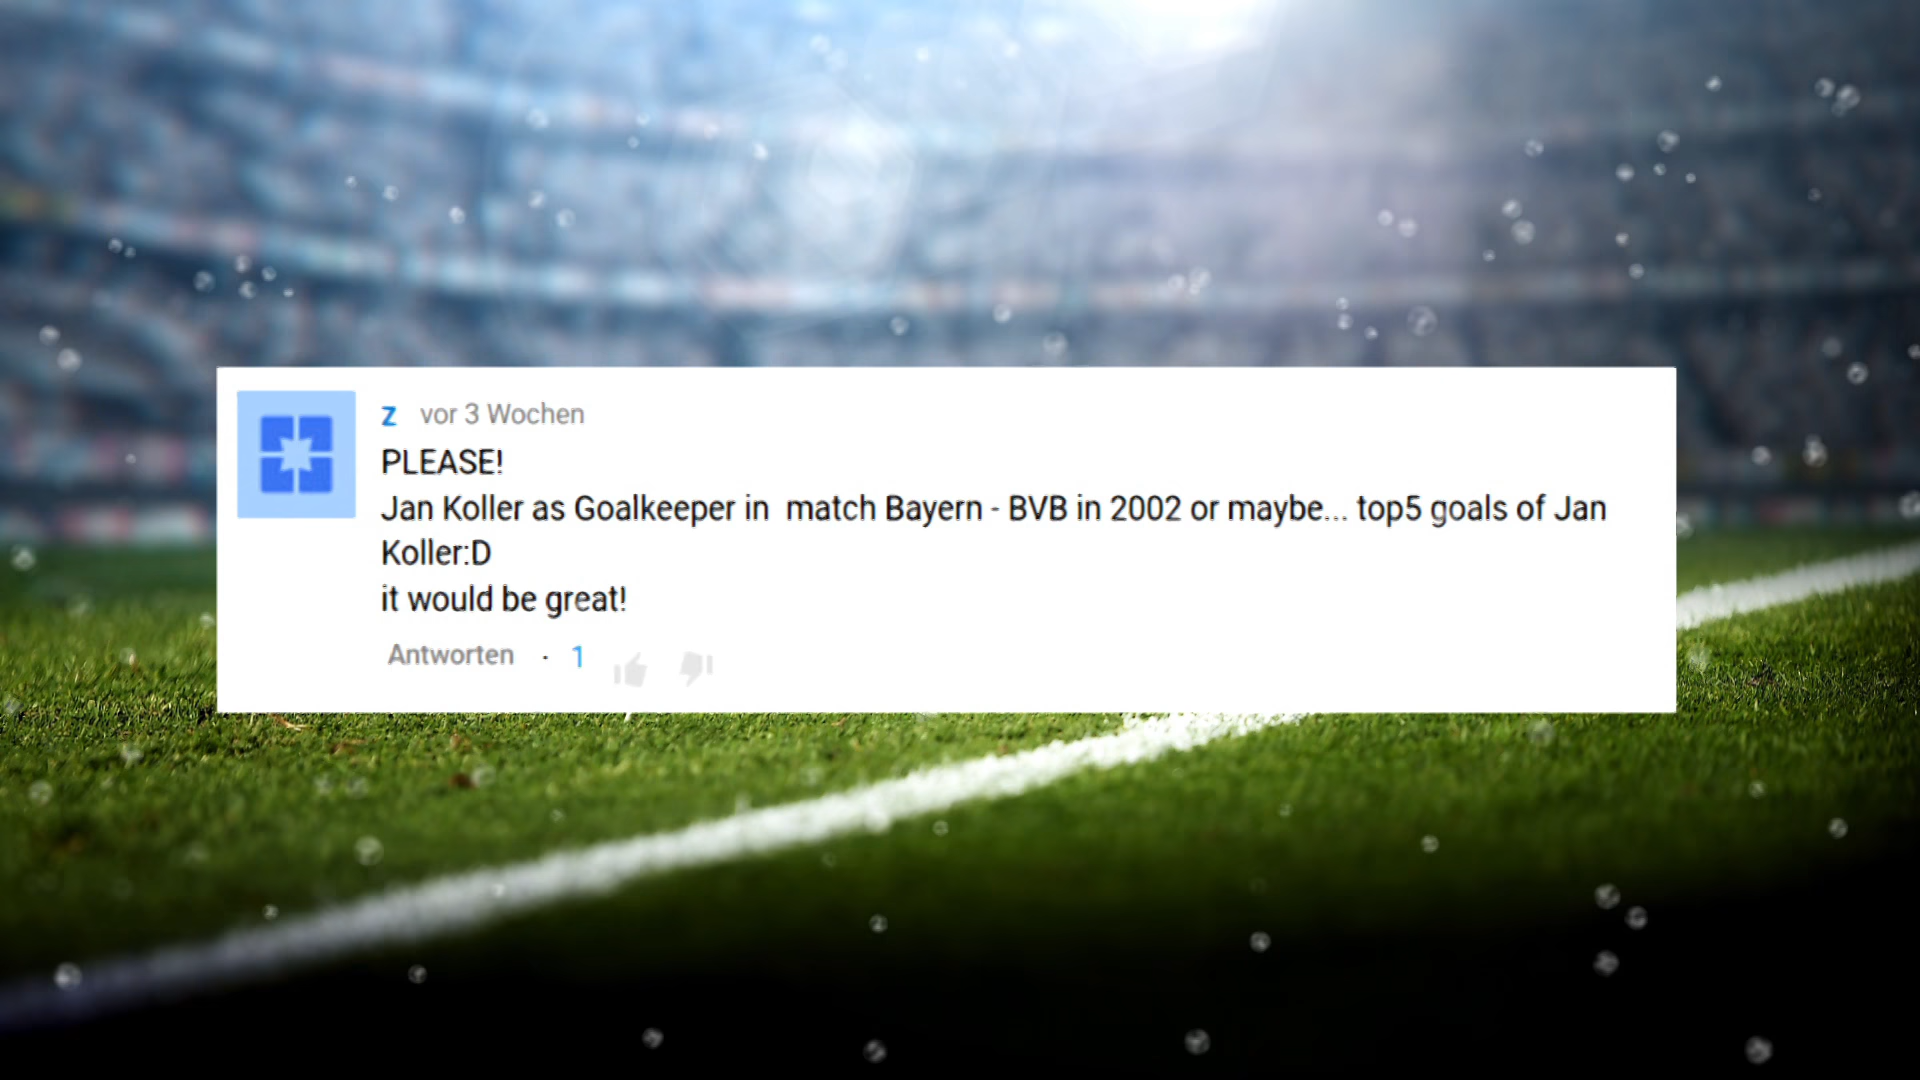 z vor 3 Wochen
PLEASE!
Jan Koller as Goalkeeper in  match Bayern - BVB in 2002 or maybe... top5 goals of Jan
Koller:D
it would be great!
Antworten · 1